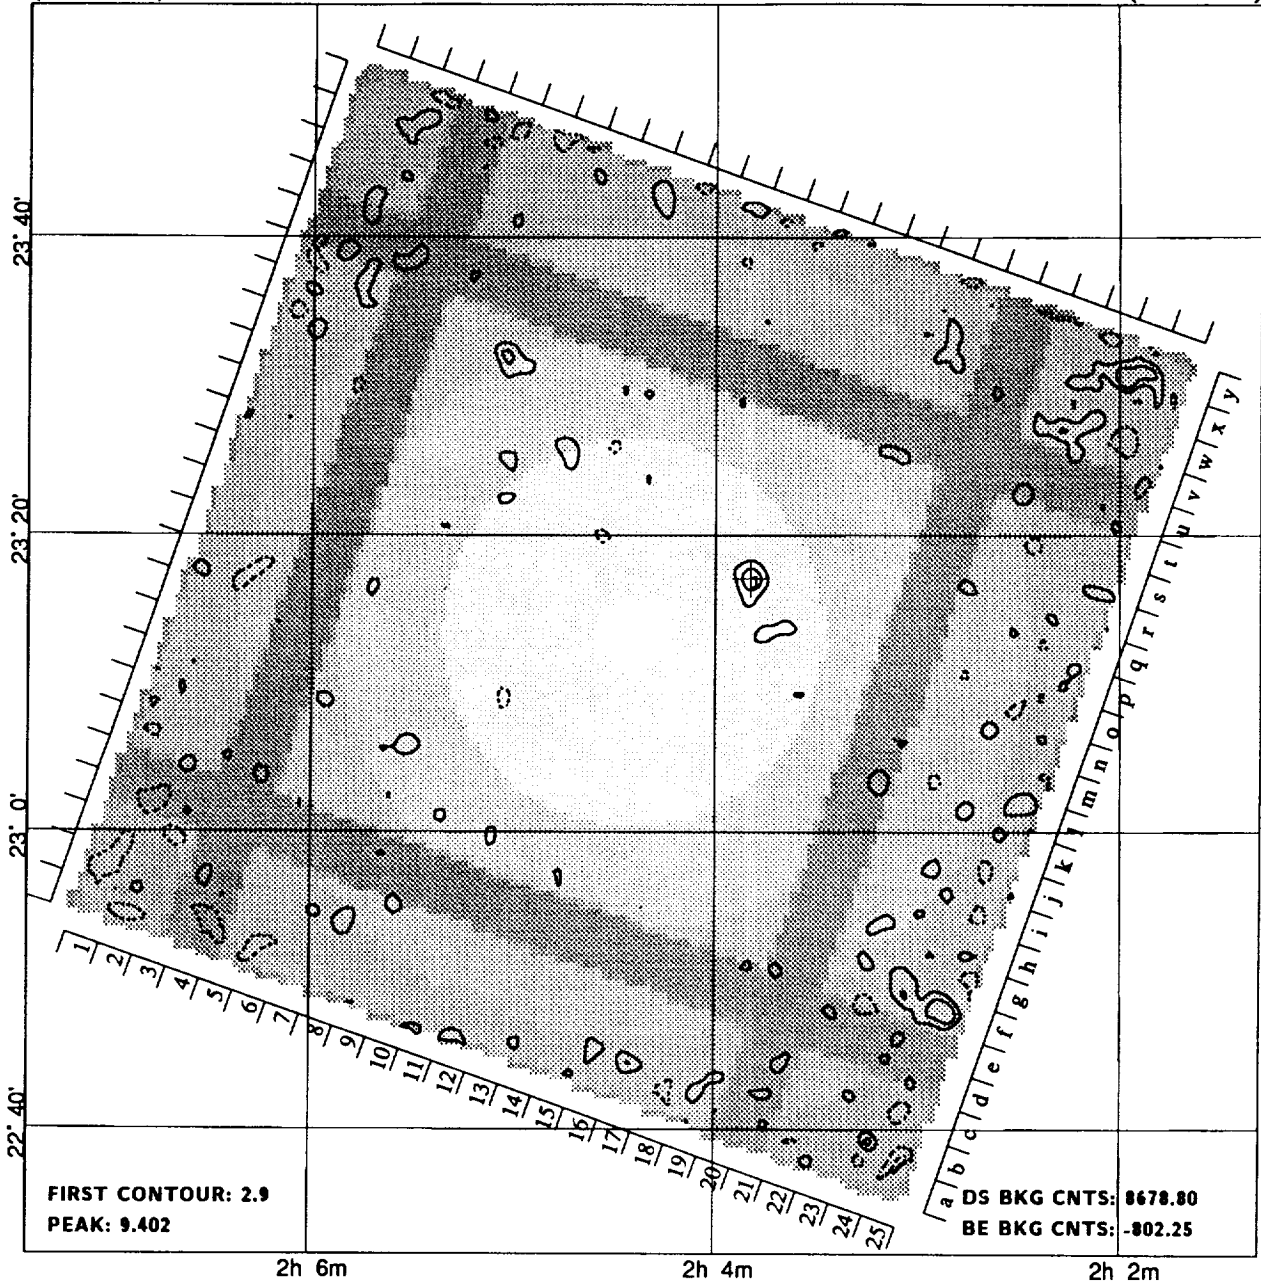 23° 40'
23° 20'
23° 0'
22° 40'
1 2 3 4 5 6 7 8 9 10 11 12 13 14 15 16 17 18 19 20 21 22 23 24 25
a b c d e f g h i j k l m n o p q r s t u v w x y
FIRST CONTOUR: 2.9
PEAK: 9.402
DS BKG CNTS: 8678.80
BE BKG CNTS: -802.25
2h 6m
2h 4m
2h 2m